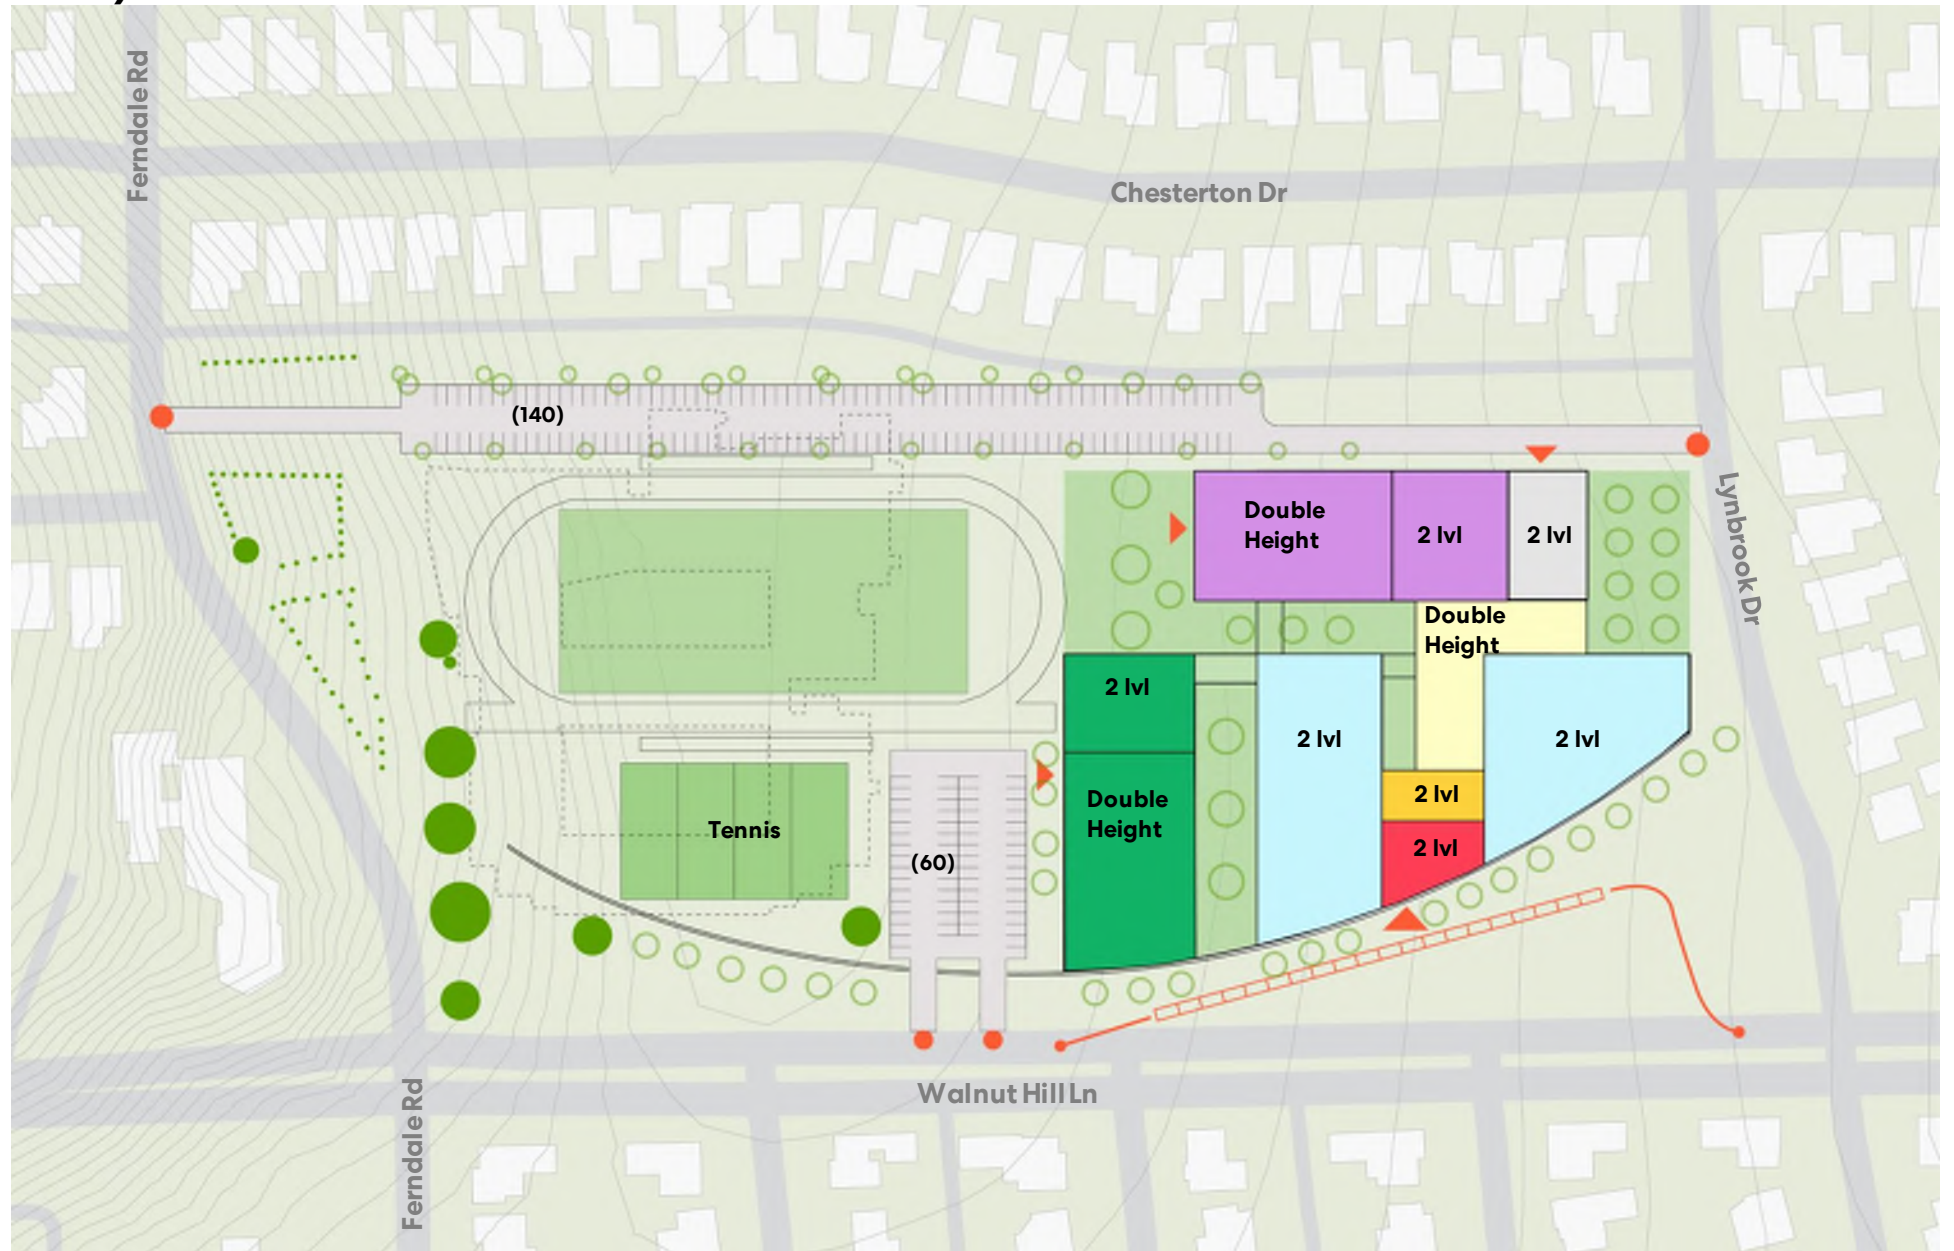 Ferndale Rd
Chesterton Dr
(140)
Double
Height
2 lvl
2 lvl
Lynbrook Dr
Double
Height
2 lvl
2 lvl
2 lvl
Double
Height
2 lvl
Tennis
(60)
2 lvl
Walnut Hill Ln
Ferndale Rd